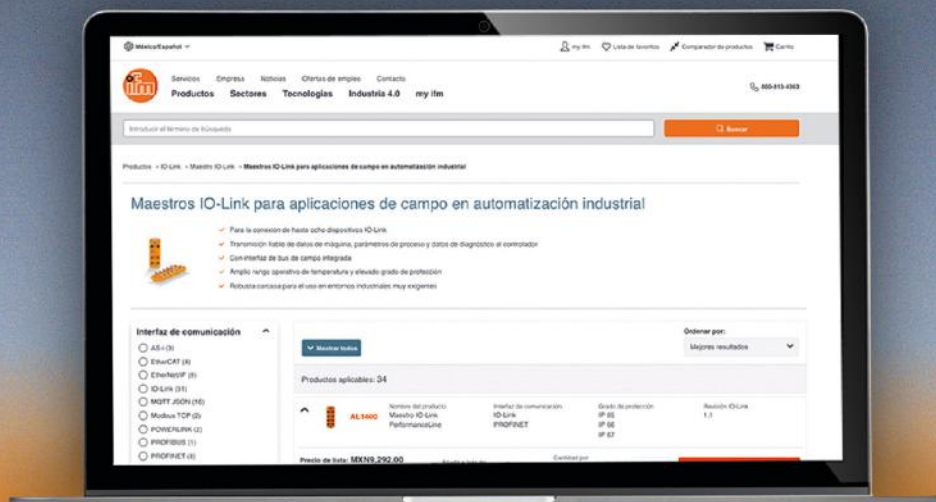 México/Español
my ifm
Lista de favoritos
Comparador de productos
Carrito
ifm
Servicios Empresa Noticias Ofertas de empleo Contacto
Productos Sectores Tecnologías Industria 4.0 my ifm
Introducir el término de búsqueda
Buscar
Productos > IO-Link > Maestro IO-Link > Maestros IO-Link para aplicaciones de campo en automatización industrial
Maestros IO-Link para aplicaciones de campo en automatización industrial
Para la conexión de hasta ocho dispositivos IO-Link
Transmisión fiable de datos de máquina, parámetros de proceso y datos de diagnóstico al controlador
Con interfaz de bus de campo integrada
Amplio rango operativo de temperatura y elevado grado de protección
Robusta carcasa para el uso en entornos industriales muy exigentes
Interfaz de comunicación
AS-i (3)
EtherCAT (4)
IO-Link (31)
MQTT JSON (16)
Modbus TCP (2)
POWERLINK (2)
PROFIBUS (1)
PROFINET (4)
Mostrar todos
Ordenar por:
Mejores resultados
Productos aplicables: 34
AL1400
Nombre del producto
Maestro IO-Link
PerformanceLine
Interfaz de comunicación
IO-Link
PROFINET
Grado de protección
IP 65
IP 66
IP 67
Revisión IO-Link
1.1
Precio de lista: MXN9,292.00
Cantidad por